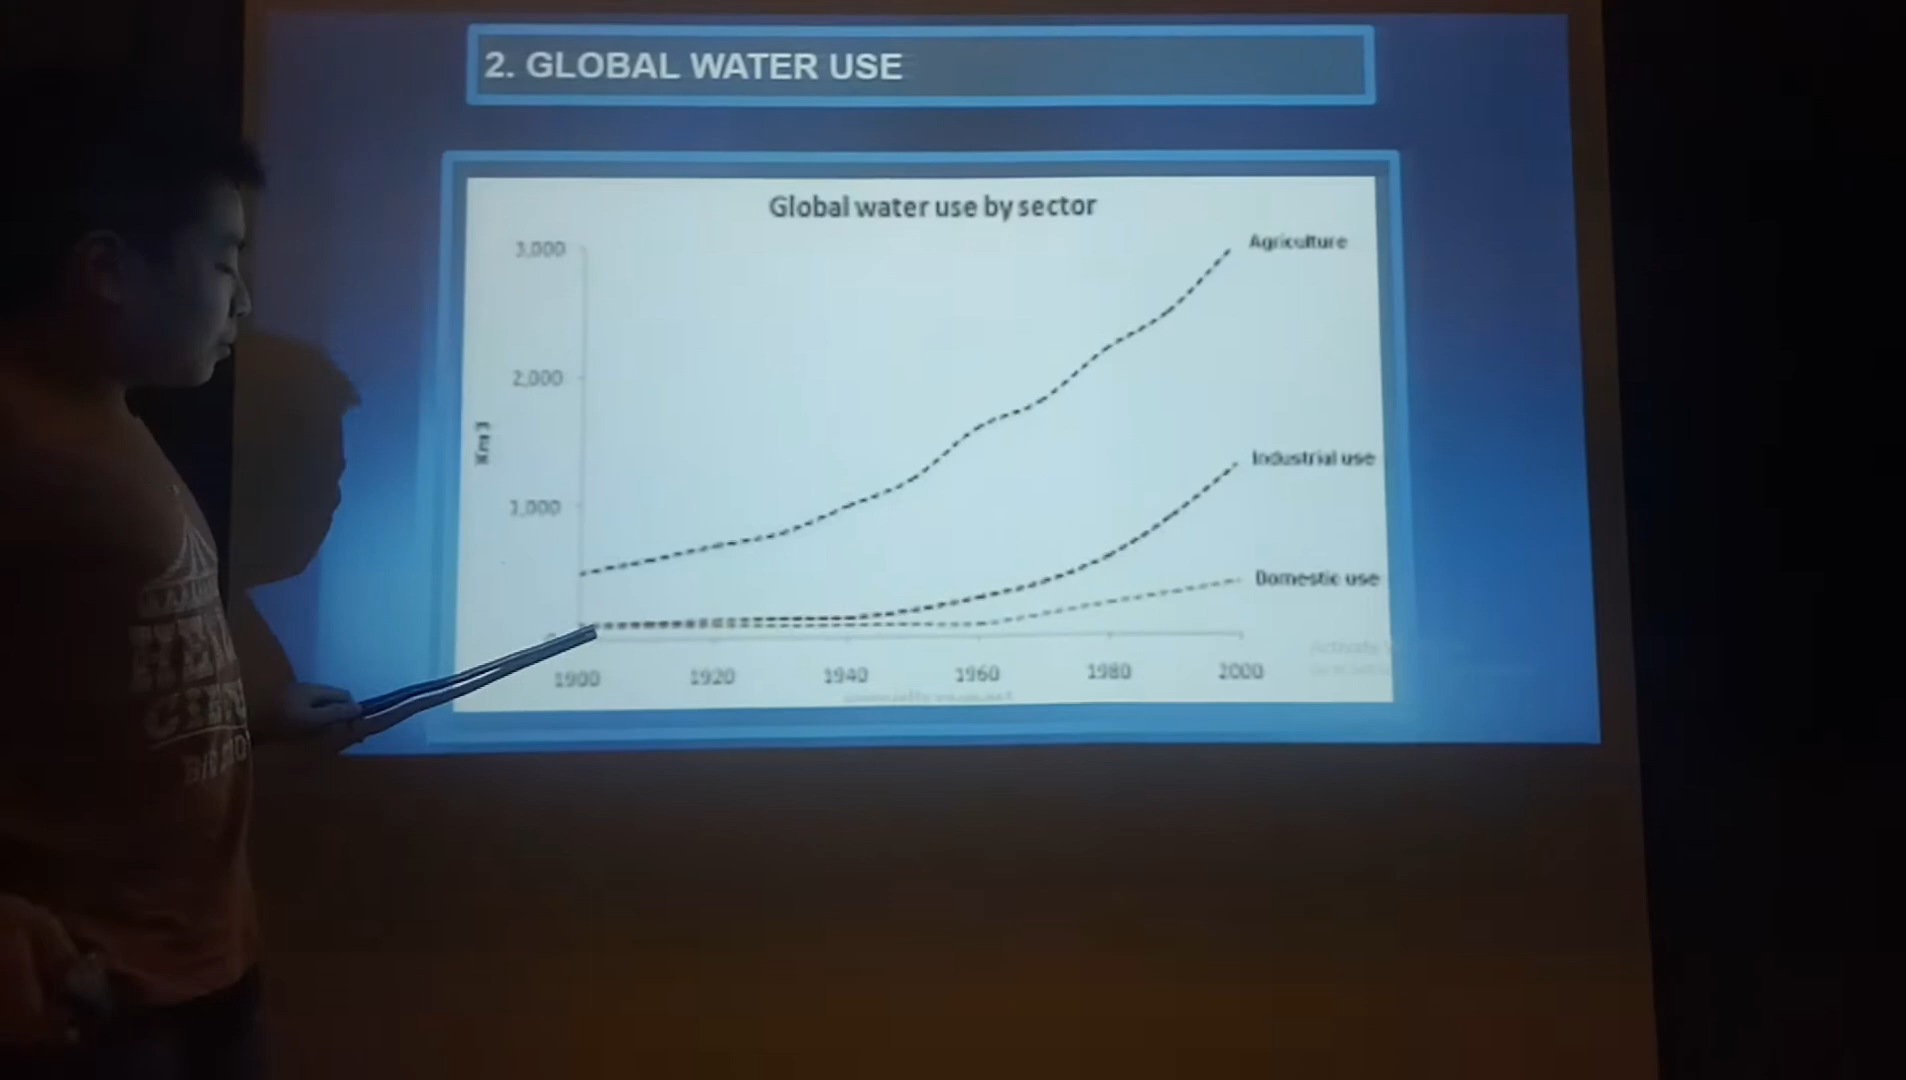 2. GLOBAL WATER USE
Global water use by sector
3,000
2,000
1,000
Km3
Agriculture
Industrial use
Domestic use
1900 1920 1940 1960 1980 2000